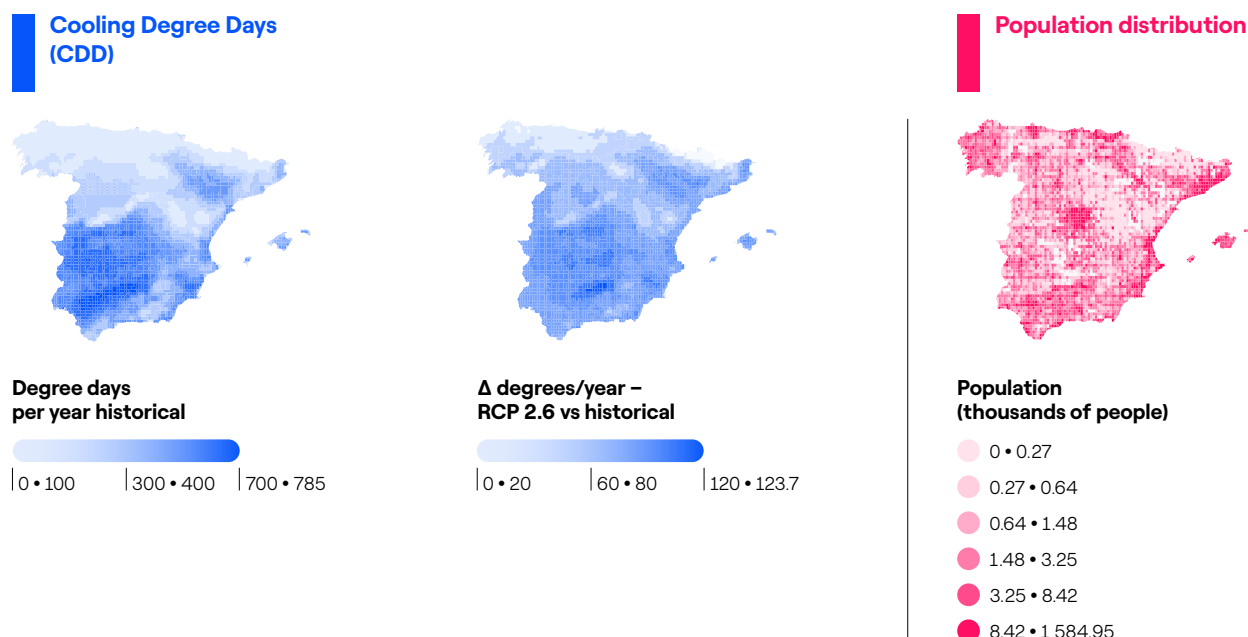 Cooling Degree Days
(CDD)
Population distribution
Degree days
per year historical
0 • 100
300 • 400
700 • 785
Δ degrees/year –
RCP 2.6 vs historical
0 • 20
60 • 80
120 • 123.7
Population
(thousands of people)
0 • 0.27
0.27 • 0.64
0.64 • 1.48
1.48 • 3.25
3.25 • 8.42
8.42 • 1 584.95